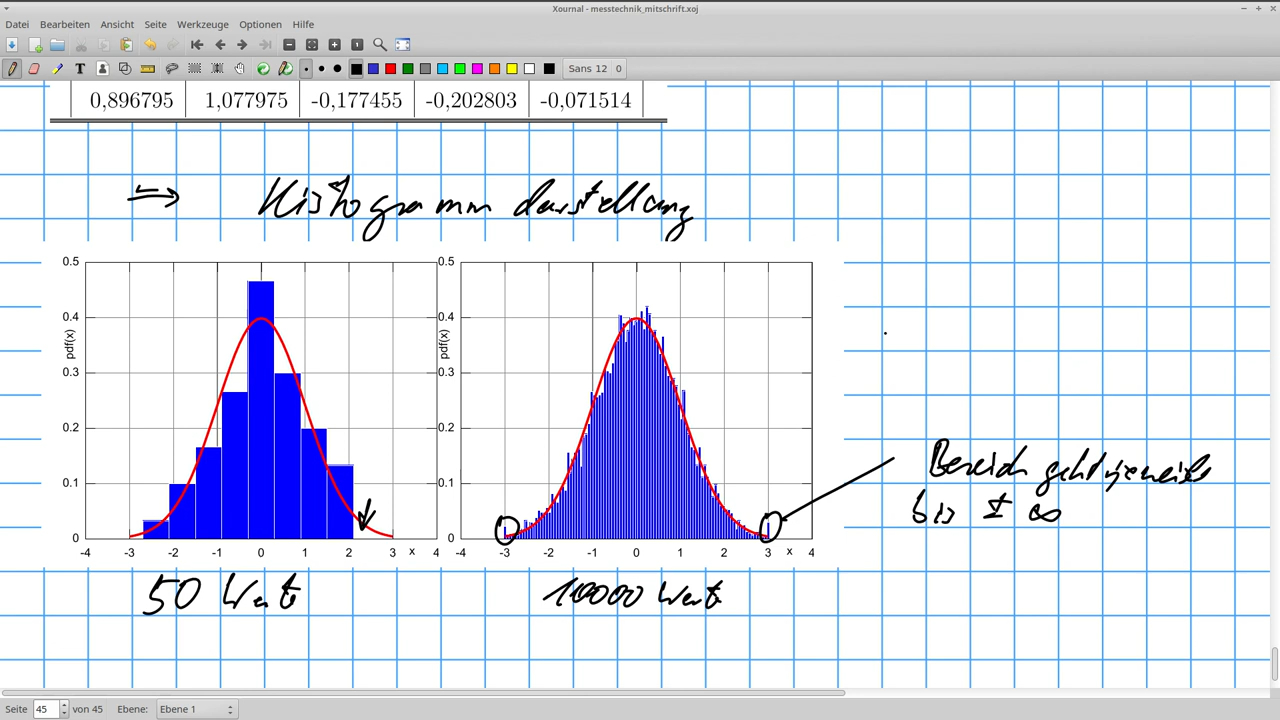 Xournal - messtechnik_mitschrift.xoj
Datei Bearbeiten Ansicht Seite Werkzeuge Optionen Hilfe
Sans 12 0
0,896795 1,077975 -0,177455 -0,202803 -0,071514
⇒ Histogrammdarstellung
0.5 0.5
0.4 0.4
pdf(x) pdf(x)
0.3 0.3
0.2 0.2
0.1 0.1
0 0
-4 -3 -2 -1 0 1 2 3 x 4 -4 -3 -2 -1 0 1 2 3 x 4
Bereich geht jeweils
bis ± ∞
50 Werte 10000 Werte
Seite 45 von 45 Ebene: Ebene 1